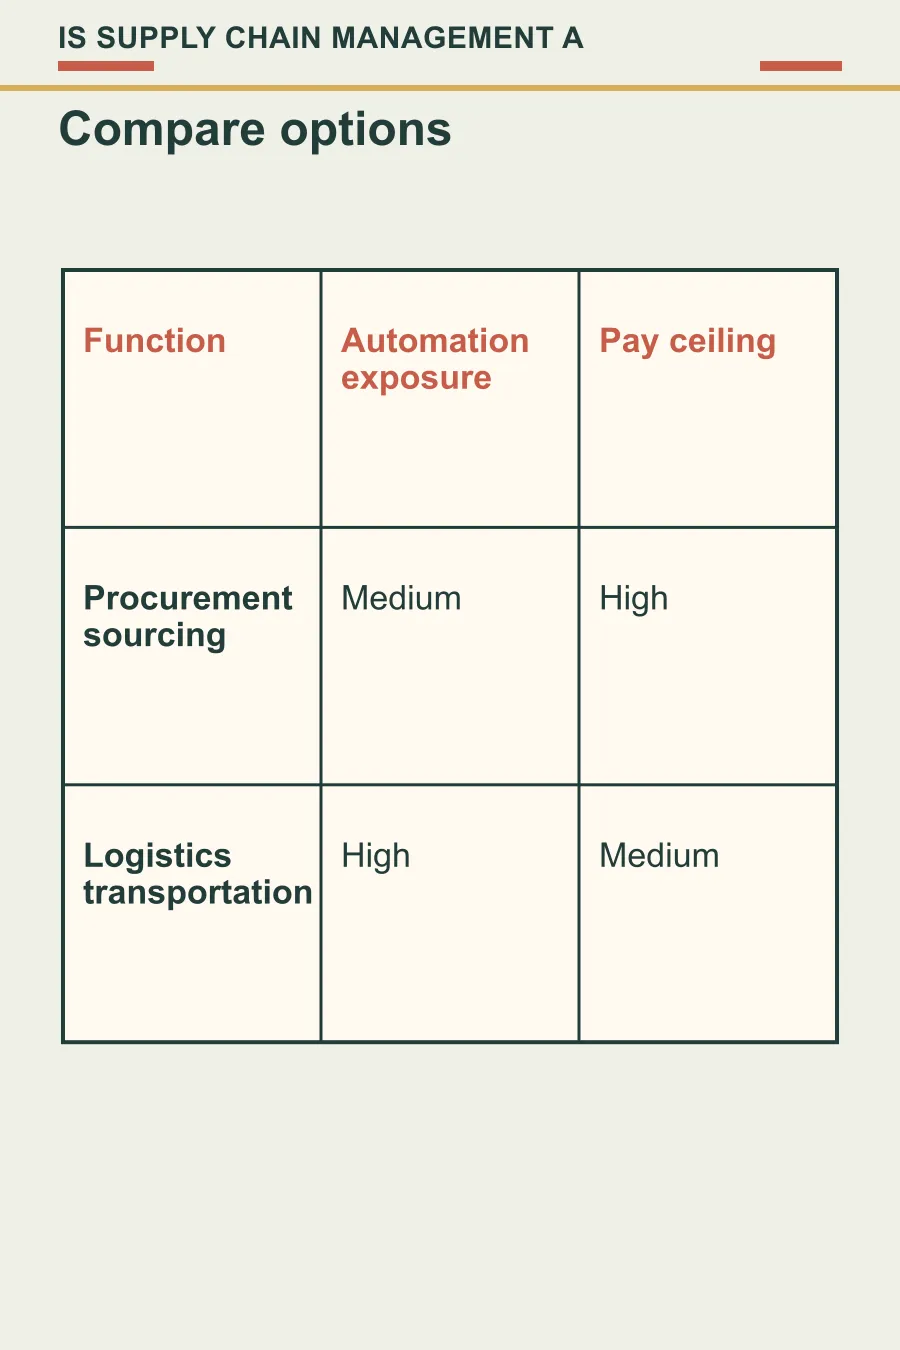 IS SUPPLY CHAIN MANAGEMENT A
Compare options
Function
Automation
exposure
Pay ceiling
Procurement
sourcing
Medium
High
Logistics
transportation
High
Medium